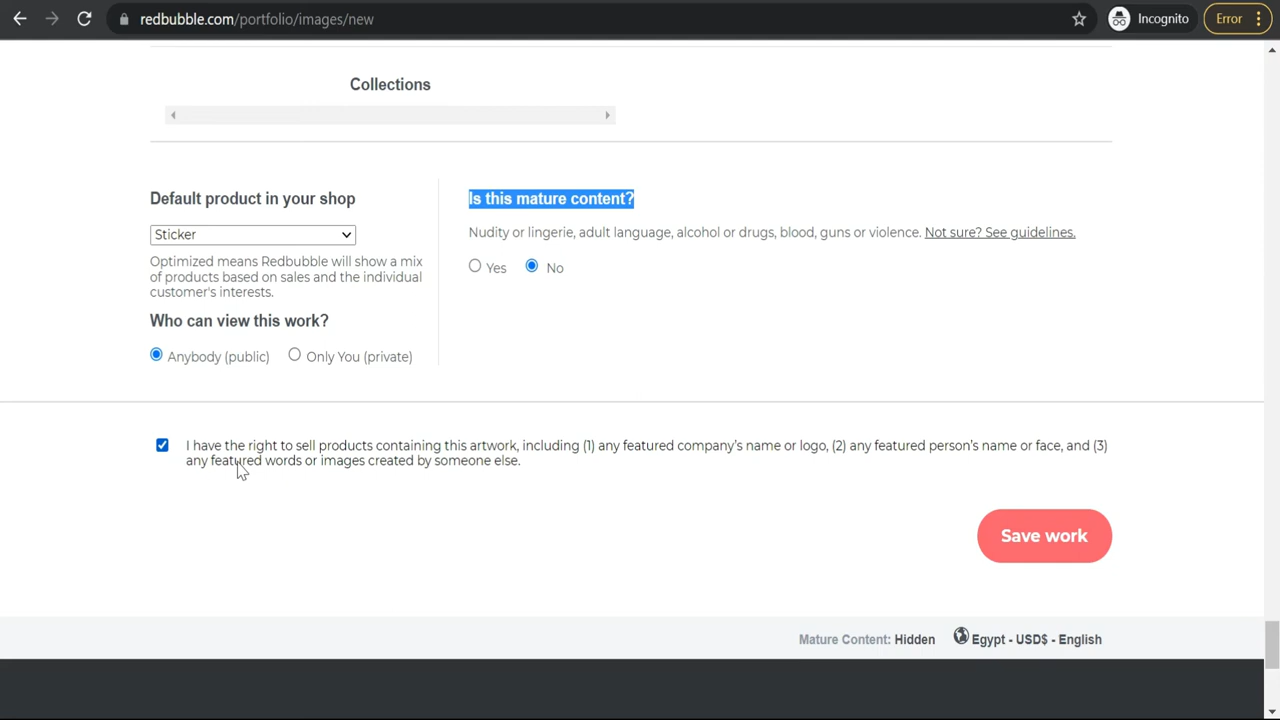 redbubble.com/portfolio/images/new
Incognito
Error
Collections
Default product in your shop
Sticker
Optimized means Redbubble will show a mix
of products based on sales and the individual
customer's interests.
Who can view this work?
Anybody (public)
Only You (private)
Is this mature content?
Nudity or lingerie, adult language, alcohol or drugs, blood, guns or violence. Not sure? See guidelines.
Yes
No
I have the right to sell products containing this artwork, including (1) any featured company's name or logo, (2) any featured person's name or face, and (3)
any featured words or images created by someone else.
Save work
Mature Content: Hidden
Egypt - USD$ - English